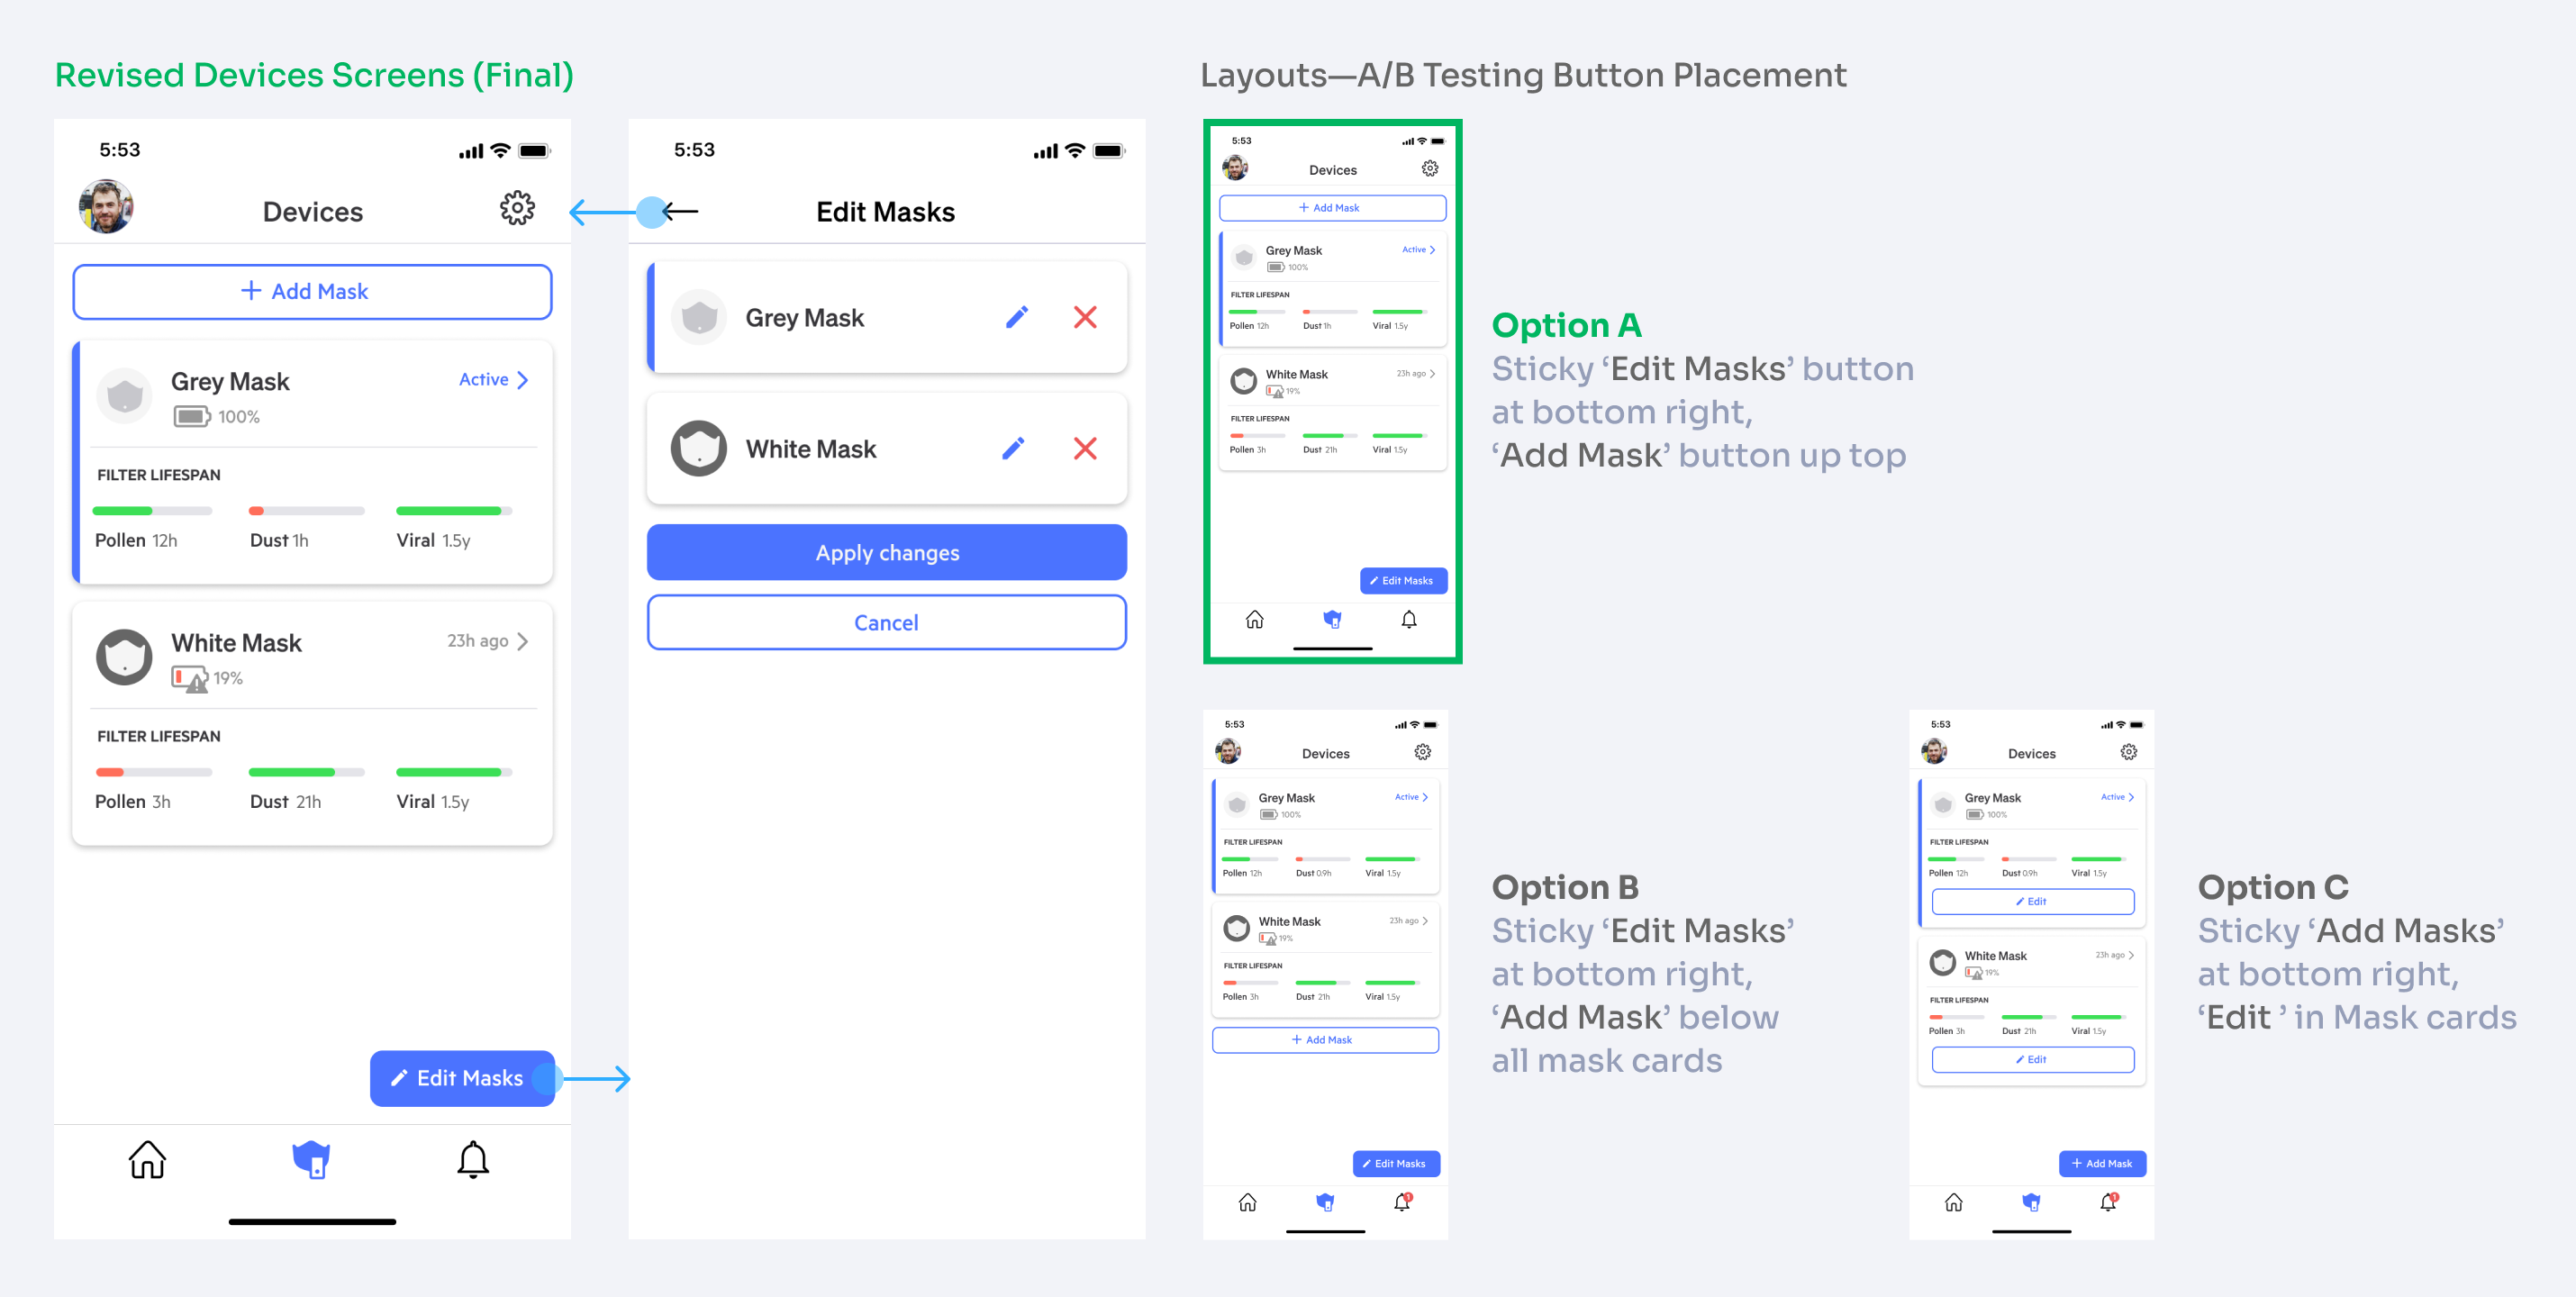 Revised Devices Screens (Final)
5:53
Devices
+ Add Mask
Grey Mask
Active
100%
FILTER LIFESPAN
Pollen 12h
Dust 1h
Viral 1.5y
White Mask
23h ago
19%
FILTER LIFESPAN
Pollen 3h
Dust 21h
Viral 1.5y
Edit Masks
5:53
Edit Masks
Grey Mask
White Mask
Apply changes
Cancel
Layouts—A/B Testing Button Placement
5:53
Devices
+ Add Mask
Grey Mask
Active
100%
FILTER LIFESPAN
Pollen 12h
Dust 1h
Viral 1.5y
White Mask
23h ago
19%
FILTER LIFESPAN
Pollen 3h
Dust 21h
Viral 1.5y
Edit Masks
Option A
Sticky ‘Edit Masks’ button
at bottom right,
‘Add Mask’ button up top
5:53
Devices
Grey Mask
Active
100%
FILTER LIFESPAN
Pollen 12h
Dust 0.9h
Viral 1.5y
White Mask
23h ago
19%
FILTER LIFESPAN
Pollen 3h
Dust 21h
Viral 1.5y
+ Add Mask
Edit Masks
1
Option B
Sticky ‘Edit Masks’
at bottom right,
‘Add Mask’ below
all mask cards
5:53
Devices
Grey Mask
Active
100%
FILTER LIFESPAN
Pollen 12h
Dust 0.9h
Viral 1.5y
Edit
White Mask
23h ago
19%
FILTER LIFESPAN
Pollen 3h
Dust 21h
Viral 1.5y
Edit
+ Add Mask
1
Option C
Sticky ‘Add Masks’
at bottom right,
‘Edit ’ in Mask cards